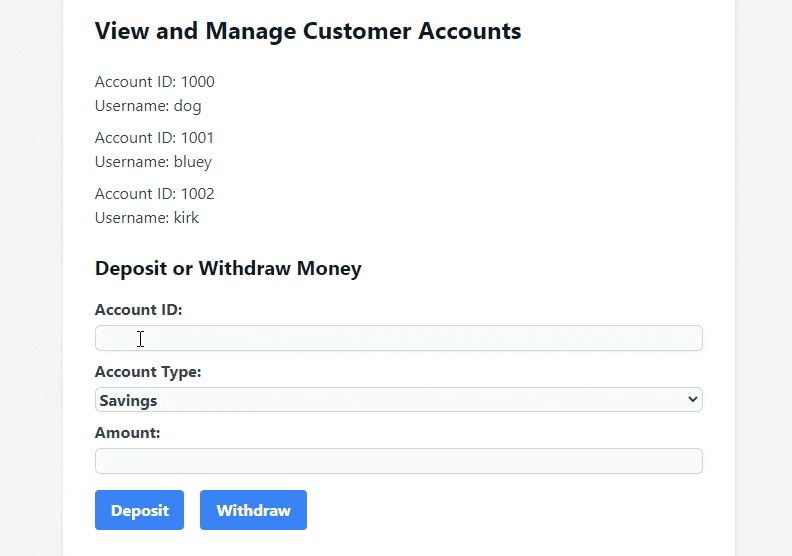 View and Manage Customer Accounts
Account ID: 1000
Username: dog
Account ID: 1001
Username: bluey
Account ID: 1002
Username: kirk
Deposit or Withdraw Money
Account ID:
Account Type:
Savings
Amount:
Deposit Withdraw